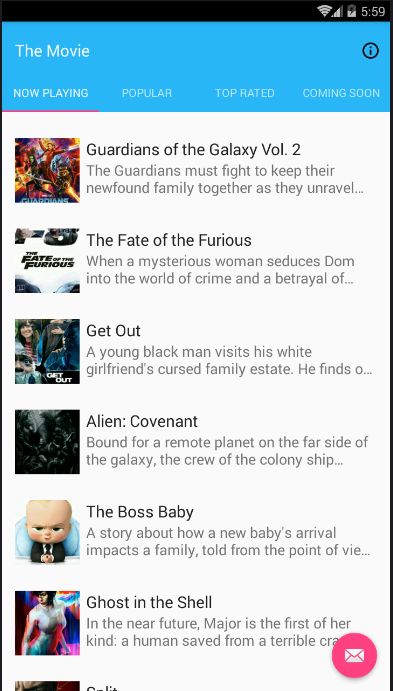 5:59
The Movie
NOW PLAYING
POPULAR
TOP RATED
COMING SOON
GUARDIANS
Guardians of the Galaxy Vol. 2
The Guardians must fight to keep their
newfound family together as they unravel…
THE
FATE OF THE
FURIOUS
The Fate of the Furious
When a mysterious woman seduces Dom
into the world of crime and a betrayal of…
GET
OUT
Get Out
A young black man visits his white
girlfriend's cursed family estate. He finds o…
Alien: Covenant
Bound for a remote planet on the far side of
the galaxy, the crew of the colony ship…
The Boss Baby
A story about how a new baby's arrival
impacts a family, told from the point of vie…
Ghost in the Shell
In the near future, Major is the first of her
kind: a human saved from a terrible cra
Split